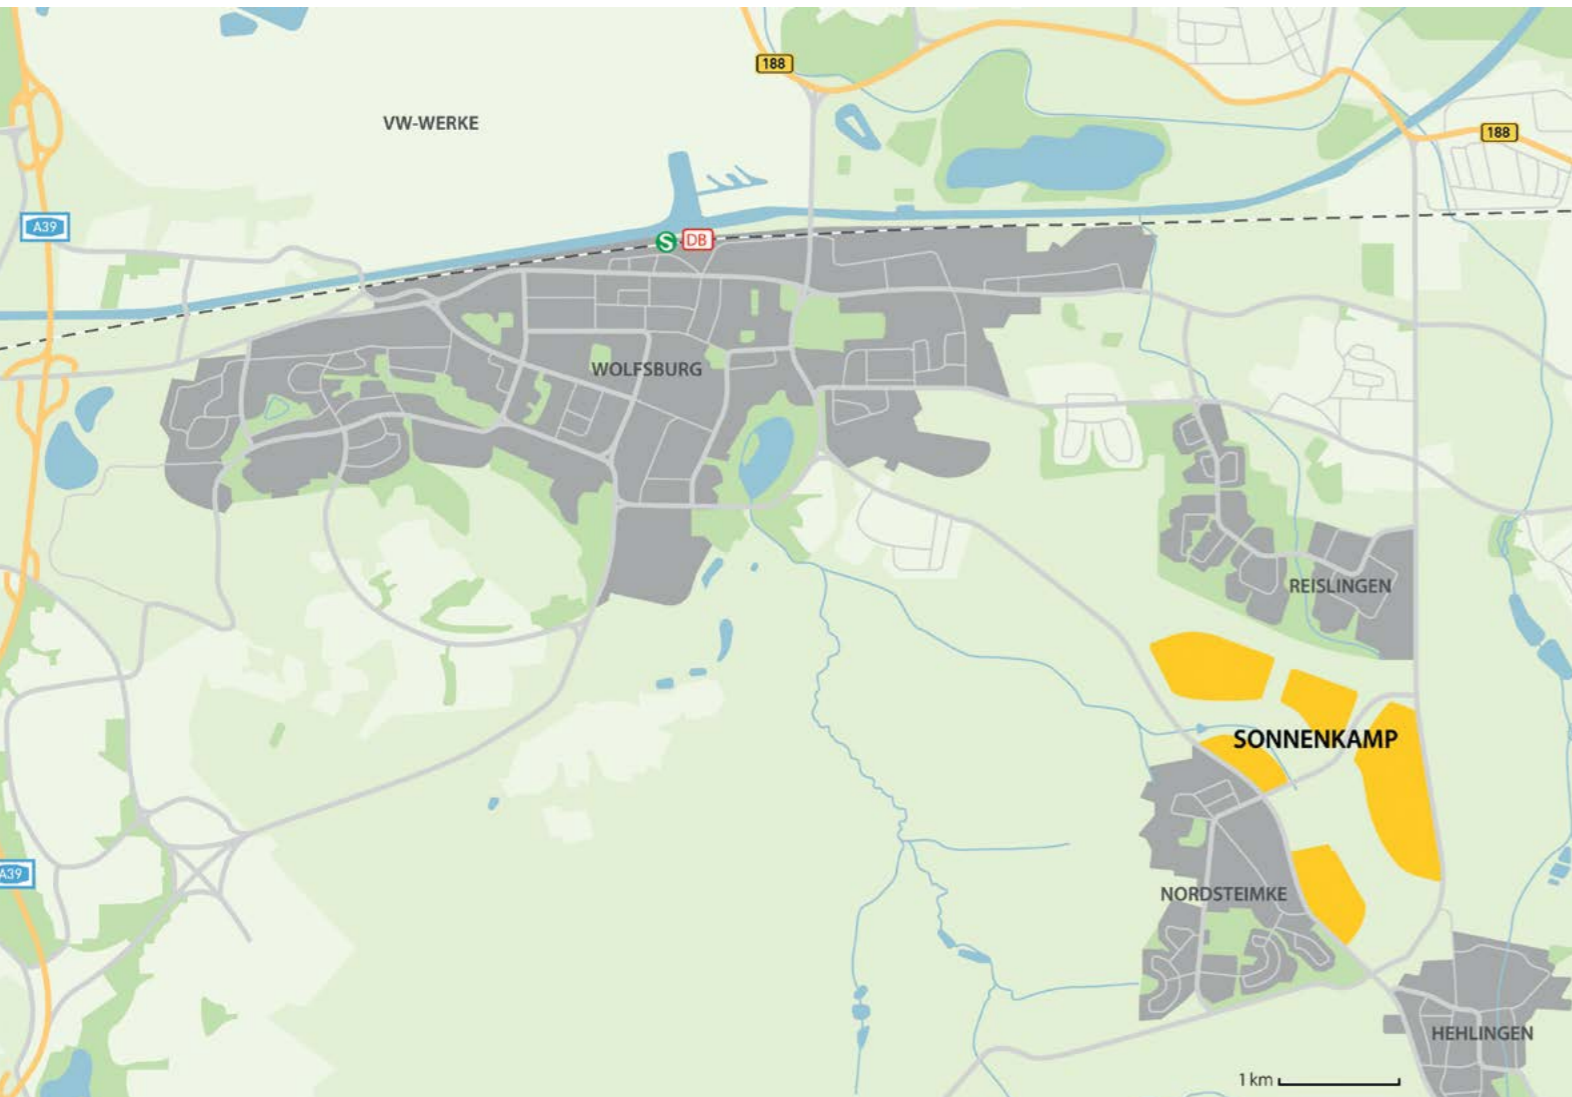 188
VW-WERKE
188
A39
S
DB
WOLFSBURG
REISLINGEN
SONNENKAMP
A39
NORDSTEIMKE
HEHLINGEN
1 km